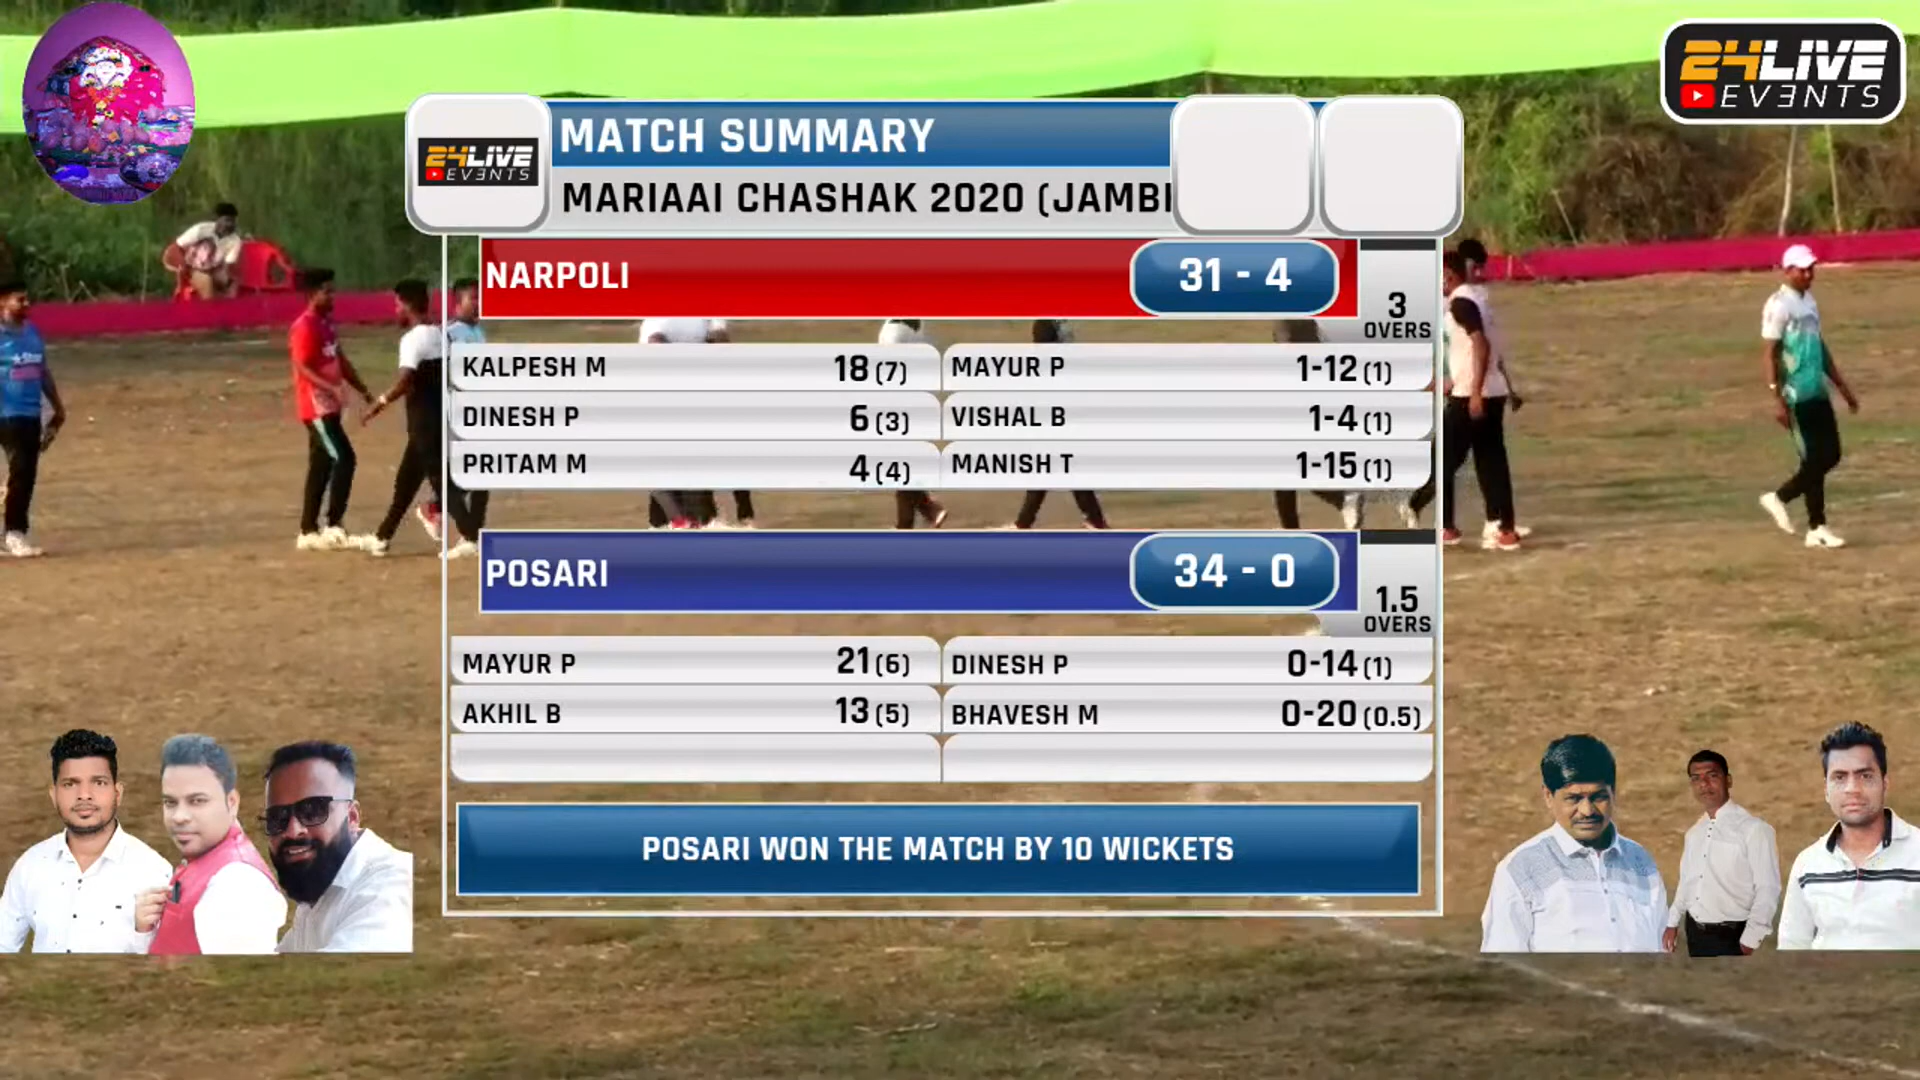 24LIVE
EVENTS
24LIVE
EVENTS
MATCH SUMMARY
MARIAAI CHASHAK 2020 (JAMBI
NARPOLI
31 - 4
3
OVERS
KALPESH M 18 (7) MAYUR P 1-12 (1)
DINESH P 6 (3) VISHAL B 1-4 (1)
PRITAM M 4 (4) MANISH T 1-15 (1)
POSARI
34 - 0
1.5
OVERS
MAYUR P 21 (6) DINESH P 0-14 (1)
AKHIL B 13 (5) BHAVESH M 0-20 (0.5)
POSARI WON THE MATCH BY 10 WICKETS